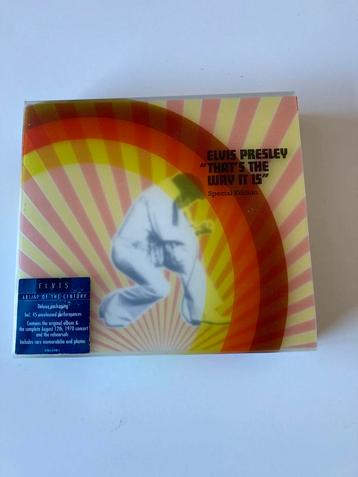 ELVIS PRESLEY
"THAT'S THE
WAY IT IS"
Special Edition
ELVIS
ARTIST OF THE CENTURY
Deluxe packaging
Incl. 45 unreleased performances
Contains the original album &
the complete August 12th, 1970 concert
and the rehearsals
Includes rare memorabilia and photos